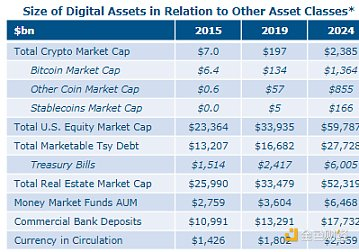 Size of Digital Assets in Relation to Other Asset Classes*
$bn 2015 2019 2024
Total Crypto Market Cap $7.0 $197 $2,385
Bitcoin Market Cap $6.4 $134 $1,364
Other Coin Market Cap $0.6 $57 $855
Stablecoins Market Cap $0.0 $5 $166
Total U.S. Equity Market Cap $23,364 $33,935 $59,787
Total Marketable Tsy Debt $13,207 $16,682 $27,728
Treasury Bills $1,514 $2,417 $6,005
Total Real Estate Market Cap $25,990 $33,479 $52,319
Money Market Funds AUM $2,759 $3,604 $6,468
Commercial Bank Deposits $10,991 $13,291 $17,732
Currency in Circulation $1,426 $1,802 $2,359
金色财经